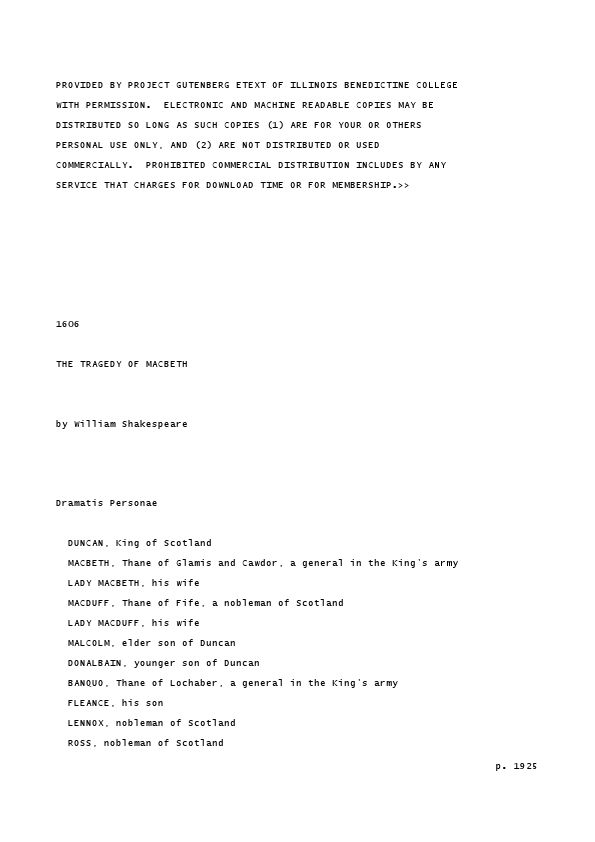 PROVIDED BY PROJECT GUTENBERG ETEXT OF ILLINOIS BENEDICTINE COLLEGE
WITH PERMISSION.  ELECTRONIC AND MACHINE READABLE COPIES MAY BE
DISTRIBUTED SO LONG AS SUCH COPIES (1) ARE FOR YOUR OR OTHERS
PERSONAL USE ONLY, AND (2) ARE NOT DISTRIBUTED OR USED
COMMERCIALLY.  PROHIBITED COMMERCIAL DISTRIBUTION INCLUDES BY ANY
SERVICE THAT CHARGES FOR DOWNLOAD TIME OR FOR MEMBERSHIP.>>
1606
THE TRAGEDY OF MACBETH
by William Shakespeare
Dramatis Personae
DUNCAN, King of Scotland
MACBETH, Thane of Glamis and Cawdor, a general in the King's army
LADY MACBETH, his wife
MACDUFF, Thane of Fife, a nobleman of Scotland
LADY MACDUFF, his wife
MALCOLM, elder son of Duncan
DONALBAIN, younger son of Duncan
BANQUO, Thane of Lochaber, a general in the King's army
FLEANCE, his son
LENNOX, nobleman of Scotland
ROSS, nobleman of Scotland
p. 1925